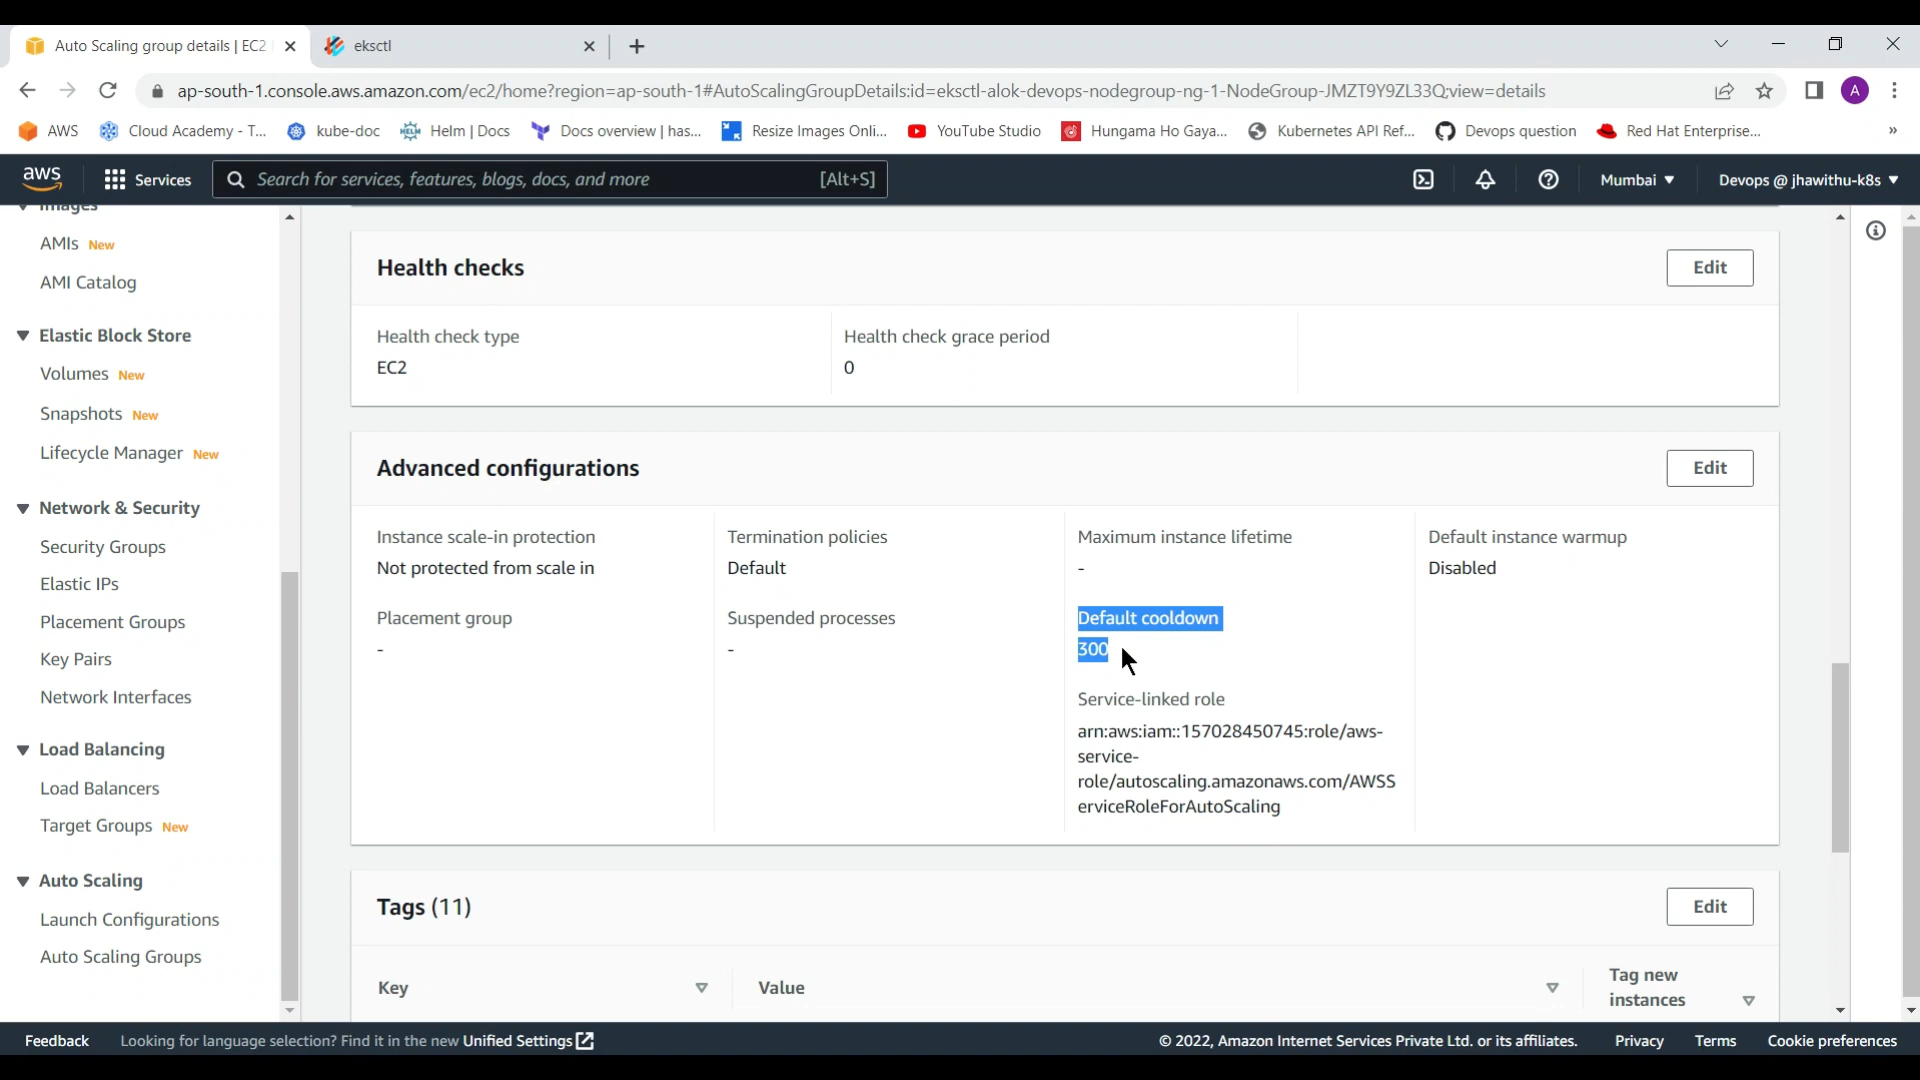 Auto Scaling group details | EC2
eksctl
ap-south-1.console.aws.amazon.com/ec2/home?region=ap-south-1#AutoScalingGroupDetails:id=eksctl-alok-devops-nodegroup-ng-1-NodeGroup-JMZT9Y9ZL33Q;view=details
A
AWS
Cloud Academy - T...
kube-doc
Helm | Docs
Docs overview | has...
Resize Images Onli...
YouTube Studio
Hungama Ho Gaya...
Kubernetes API Ref...
Devops question
Red Hat Enterprise...
»
aws
Services
Search for services, features, blogs, docs, and more
[Alt+S]
Mumbai
Devops @ jhawithu-k8s
Images
AMIs New
AMI Catalog
Elastic Block Store
Volumes New
Snapshots New
Lifecycle Manager New
Network & Security
Security Groups
Elastic IPs
Placement Groups
Key Pairs
Network Interfaces
Load Balancing
Load Balancers
Target Groups New
Auto Scaling
Launch Configurations
Auto Scaling Groups
Health checks
Edit
Health check type
EC2
Health check grace period
0
Advanced configurations
Edit
Instance scale-in protection
Not protected from scale in
Termination policies
Default
Maximum instance lifetime
-
Default instance warmup
Disabled
Placement group
-
Suspended processes
-
Default cooldown
300
Service-linked role
arn:aws:iam::157028450745:role/aws-
service-
role/autoscaling.amazonaws.com/AWSS
erviceRoleForAutoScaling
Tags (11)
Edit
Key
Value
Tag new
instances
Feedback
Looking for language selection? Find it in the new Unified Settings
© 2022, Amazon Internet Services Private Ltd. or its affiliates.
Privacy
Terms
Cookie preferences